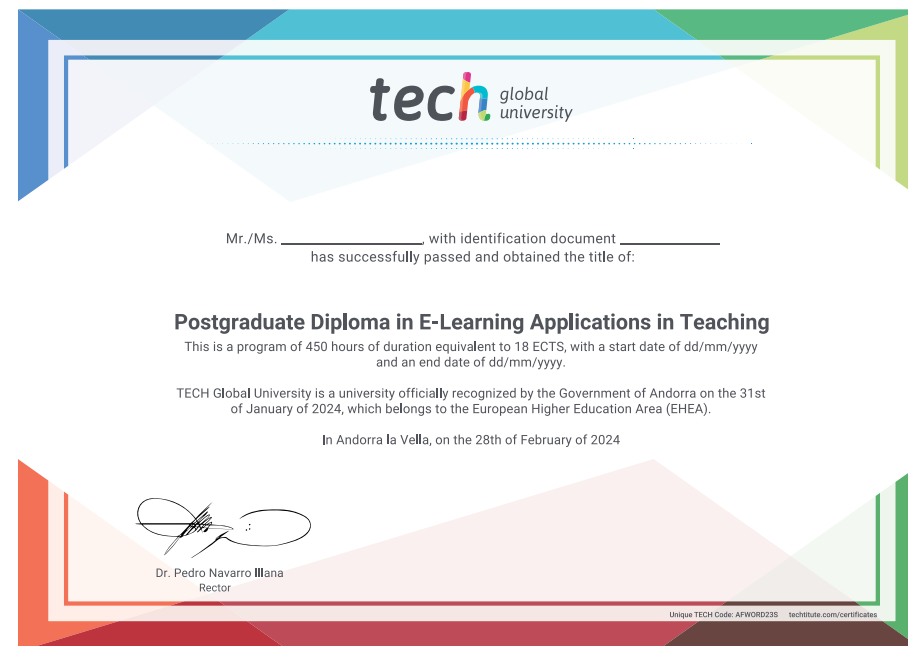 tech global university
Mr./Ms. ____________________, with identification document ______________
has successfully passed and obtained the title of:
Postgraduate Diploma in E-Learning Applications in Teaching
This is a program of 450 hours of duration equivalent to 18 ECTS, with a start date of dd/mm/yyyy
and an end date of dd/mm/yyyy.
TECH Global University is a university officially recognized by the Government of Andorra on the 31st
of January of 2024, which belongs to the European Higher Education Area (EHEA).
In Andorra la Vella, on the 28th of February of 2024
Dr. Pedro Navarro Illana
Rector
Unique TECH Code: AFWORD23S techtitute.com/certificates